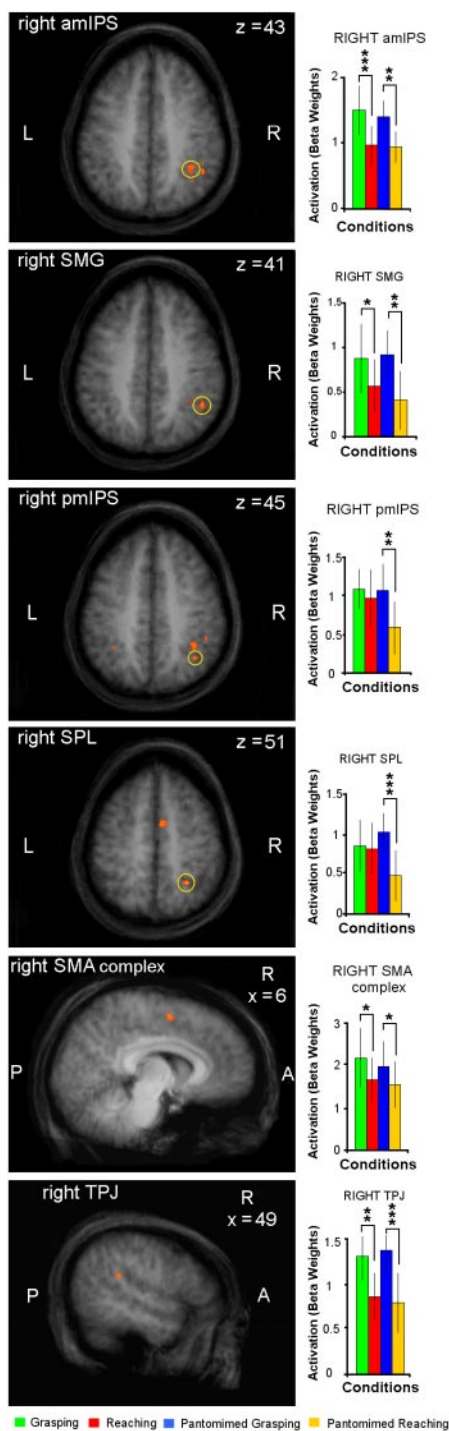 right amIPS
z = 43
L
R
RIGHT amIPS
Activation (Beta Weights)
2
1
0
***
**
Conditions
right SMG
z = 41
L
R
RIGHT SMG
Activation (Beta Weights)
1.5
1
0.5
0
*
**
Conditions
right pmIPS
z = 45
L
R
RIGHT pmIPS
Activation (Beta Weights)
1.5
1
0.5
0
**
Conditions
right SPL
z = 51
L
R
RIGHT SPL
Activation (Beta Weights)
1.5
1
0.5
0
***
Conditions
right SMA complex
R
x = 6
P
A
RIGHT SMA
complex
Activation (Beta Weights)
3
2
1
0
*
*
Conditions
right TPJ
R
x = 49
P
A
RIGHT TPJ
Activation (Beta Weights)
1.5
1
0.5
0
**
***
Conditions
Grasping Reaching Pantomimed Grasping Pantomimed Reaching